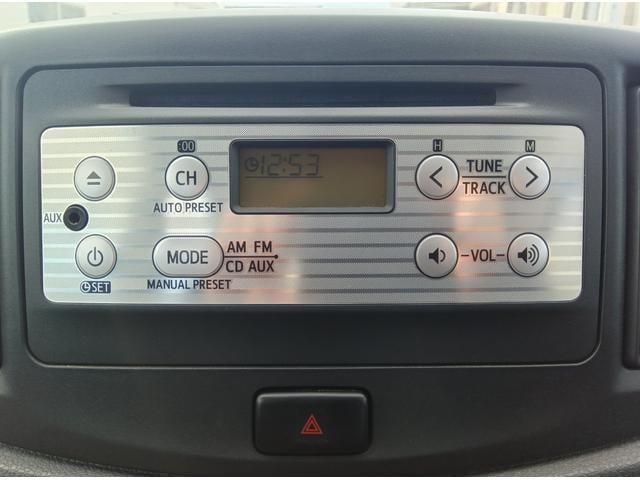 :00
12:53
H
M
CH
TUNE
TRACK
AUTO PRESET
AUX
MODE
AM FM
CD AUX
-VOL-
SET
MANUAL PRESET